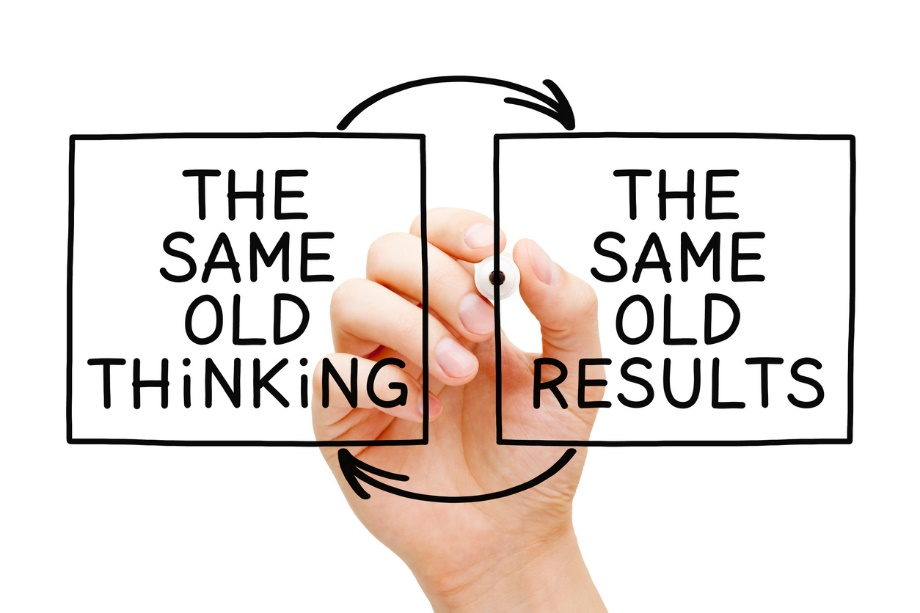 THE
SAME
OLD
THiNKiNG
THE
SAME
OLD
RESULTS